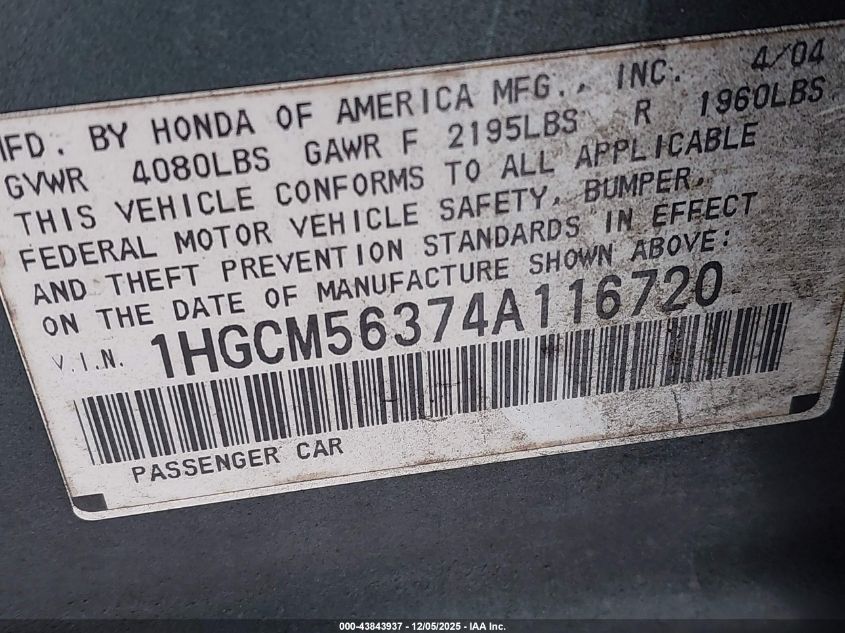 MFD. BY HONDA OF AMERICA MFG., INC. 4/04
GVWR 4080LBS GAWR F 2195LBS R 1960LBS
THIS VEHICLE CONFORMS TO ALL APPLICABLE
FEDERAL MOTOR VEHICLE SAFETY, BUMPER,
AND THEFT PREVENTION STANDARDS IN EFFECT
ON THE DATE OF MANUFACTURE SHOWN ABOVE:
V.I.N. 1HGCM56374A116720
PASSENGER CAR
000-43843937 - 12/05/2025 - IAA Inc.